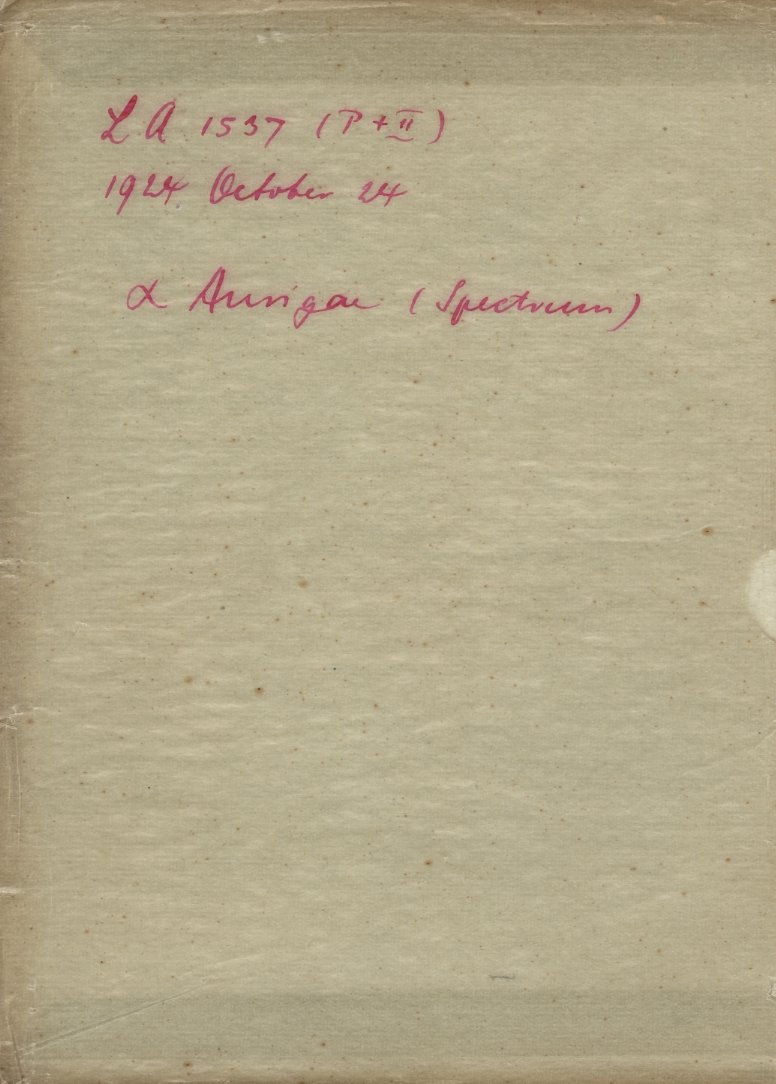 LA 1537 (I + II)
1924 October 24
α Aurigae (Spectrum)